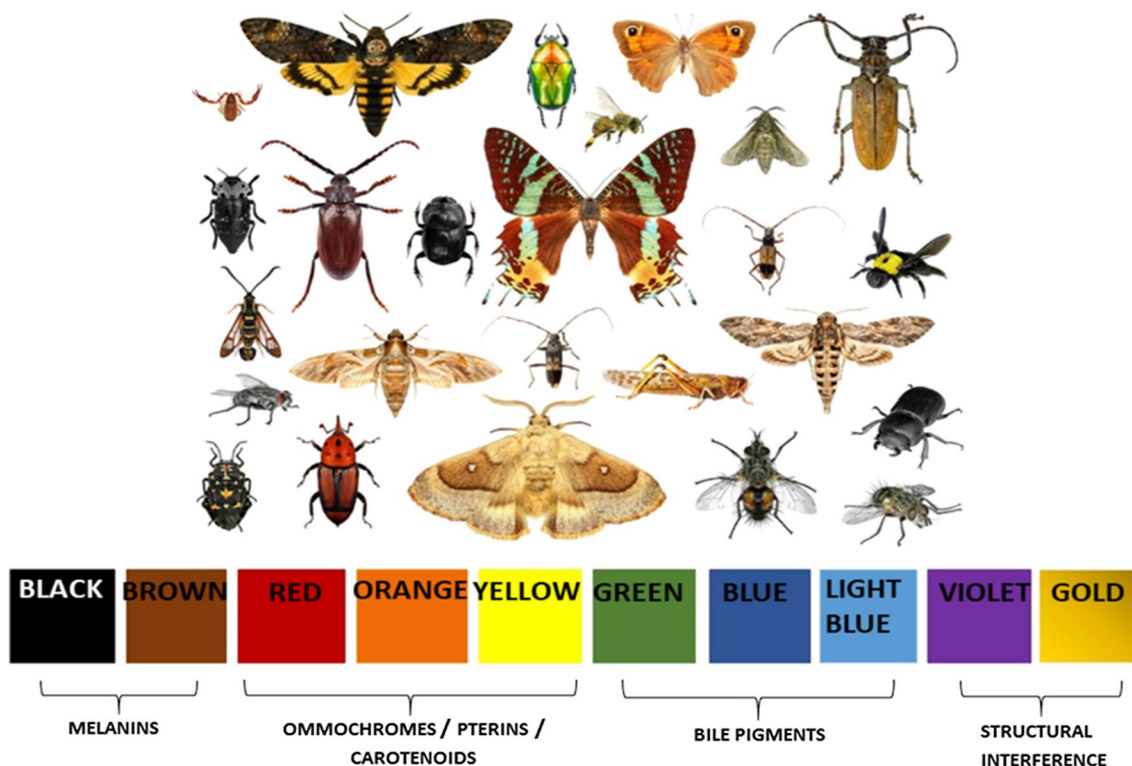 BLACK
BROWN
RED
ORANGE
YELLOW
GREEN
BLUE
LIGHT
BLUE
VIOLET
GOLD
MELANINS
OMMOCHROMES / PTERINS /
CAROTENOIDS
BILE PIGMENTS
STRUCTURAL
INTERFERENCE